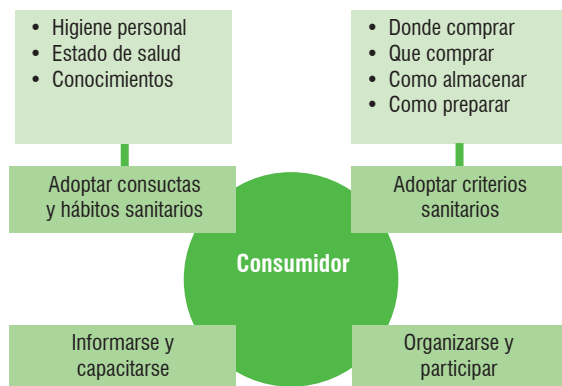 • Higiene personal
• Estado de salud
• Conocimientos
• Donde comprar
• Que comprar
• Como almacenar
• Como preparar
Adoptar consuctas
y hábitos sanitarios
Adoptar criterios
sanitarios
Consumidor
Informarse y
capacitarse
Organizarse y
participar